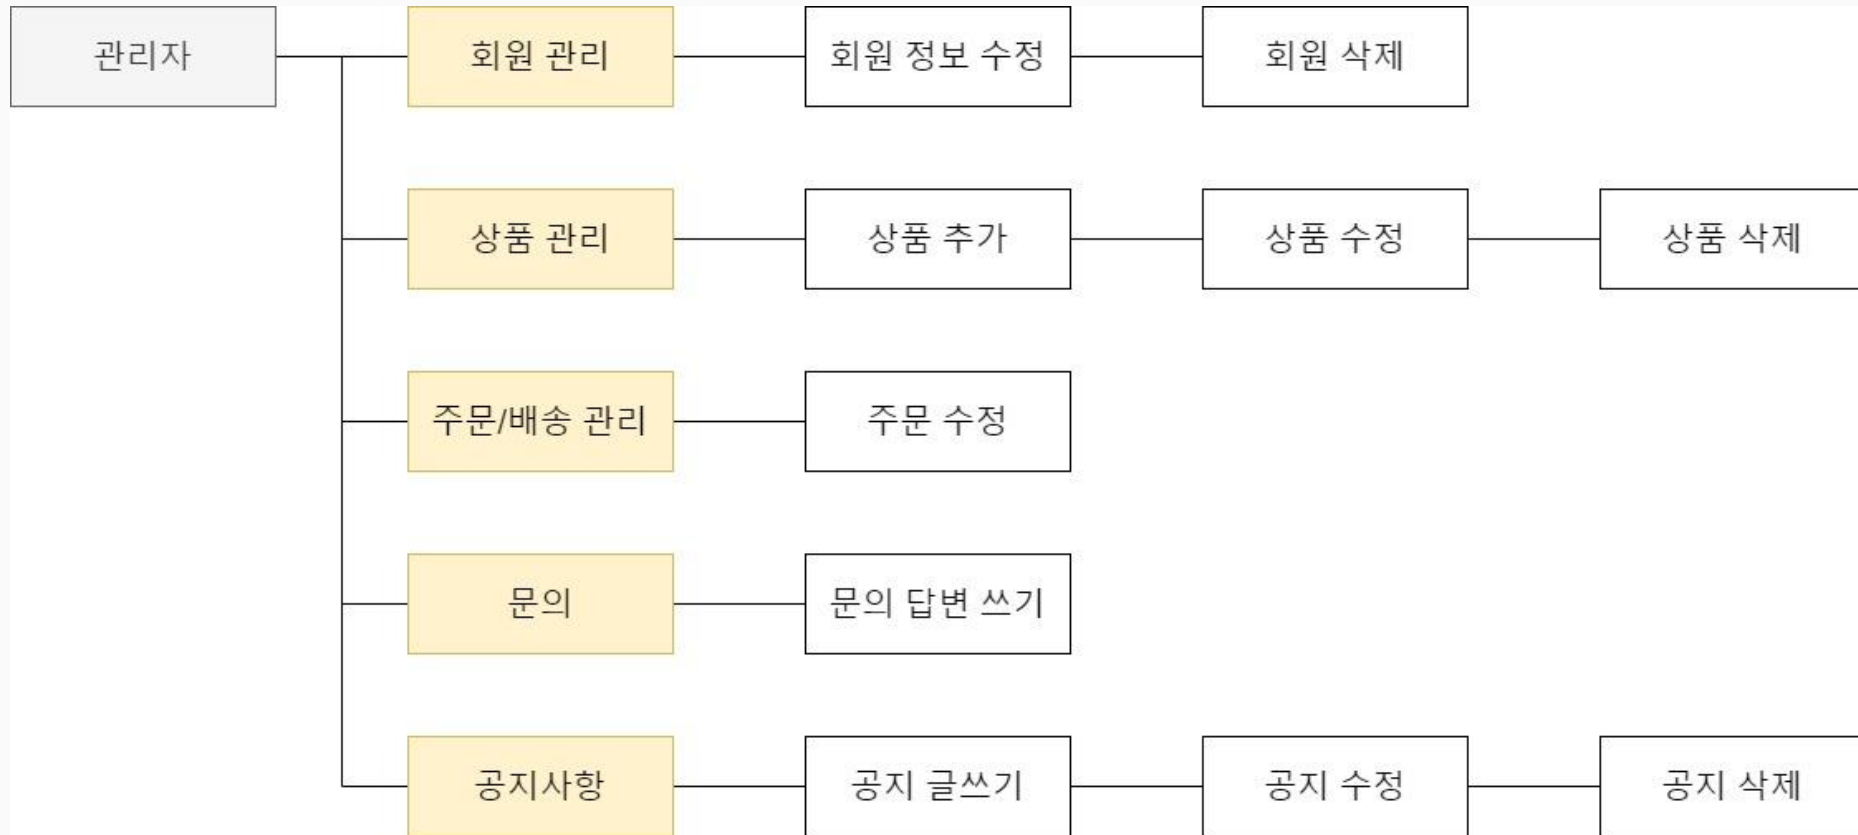 관리자
회원 관리
회원 정보 수정
회원 삭제
상품 관리
상품 추가
상품 수정
상품 삭제
주문/배송 관리
주문 수정
문의
문의 답변 쓰기
공지사항
공지 글쓰기
공지 수정
공지 삭제